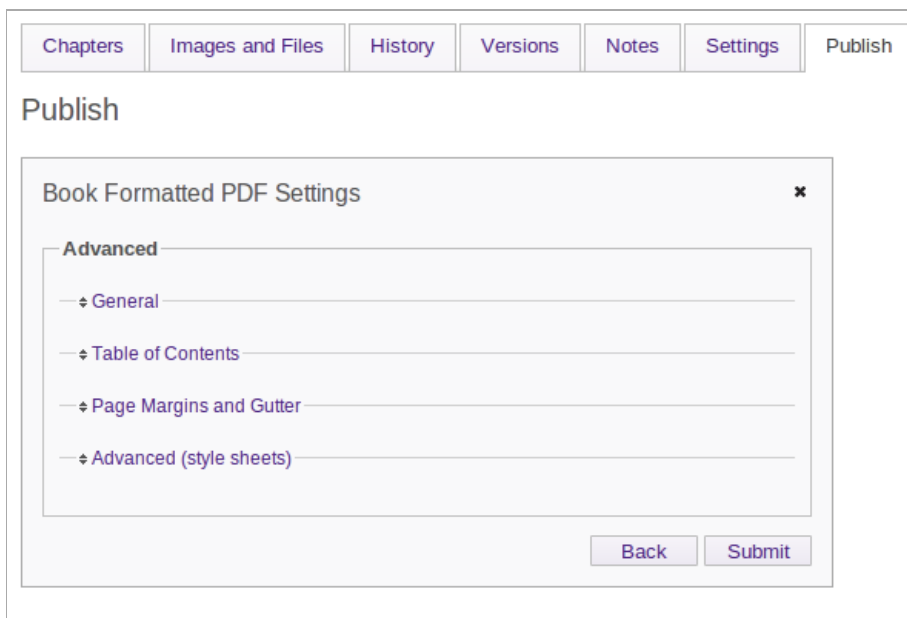 Chapters Images and Files History Versions Notes Settings Publish
Publish
Book Formatted PDF Settings
Advanced
General
Table of Contents
Page Margins and Gutter
Advanced (style sheets)
Back Submit